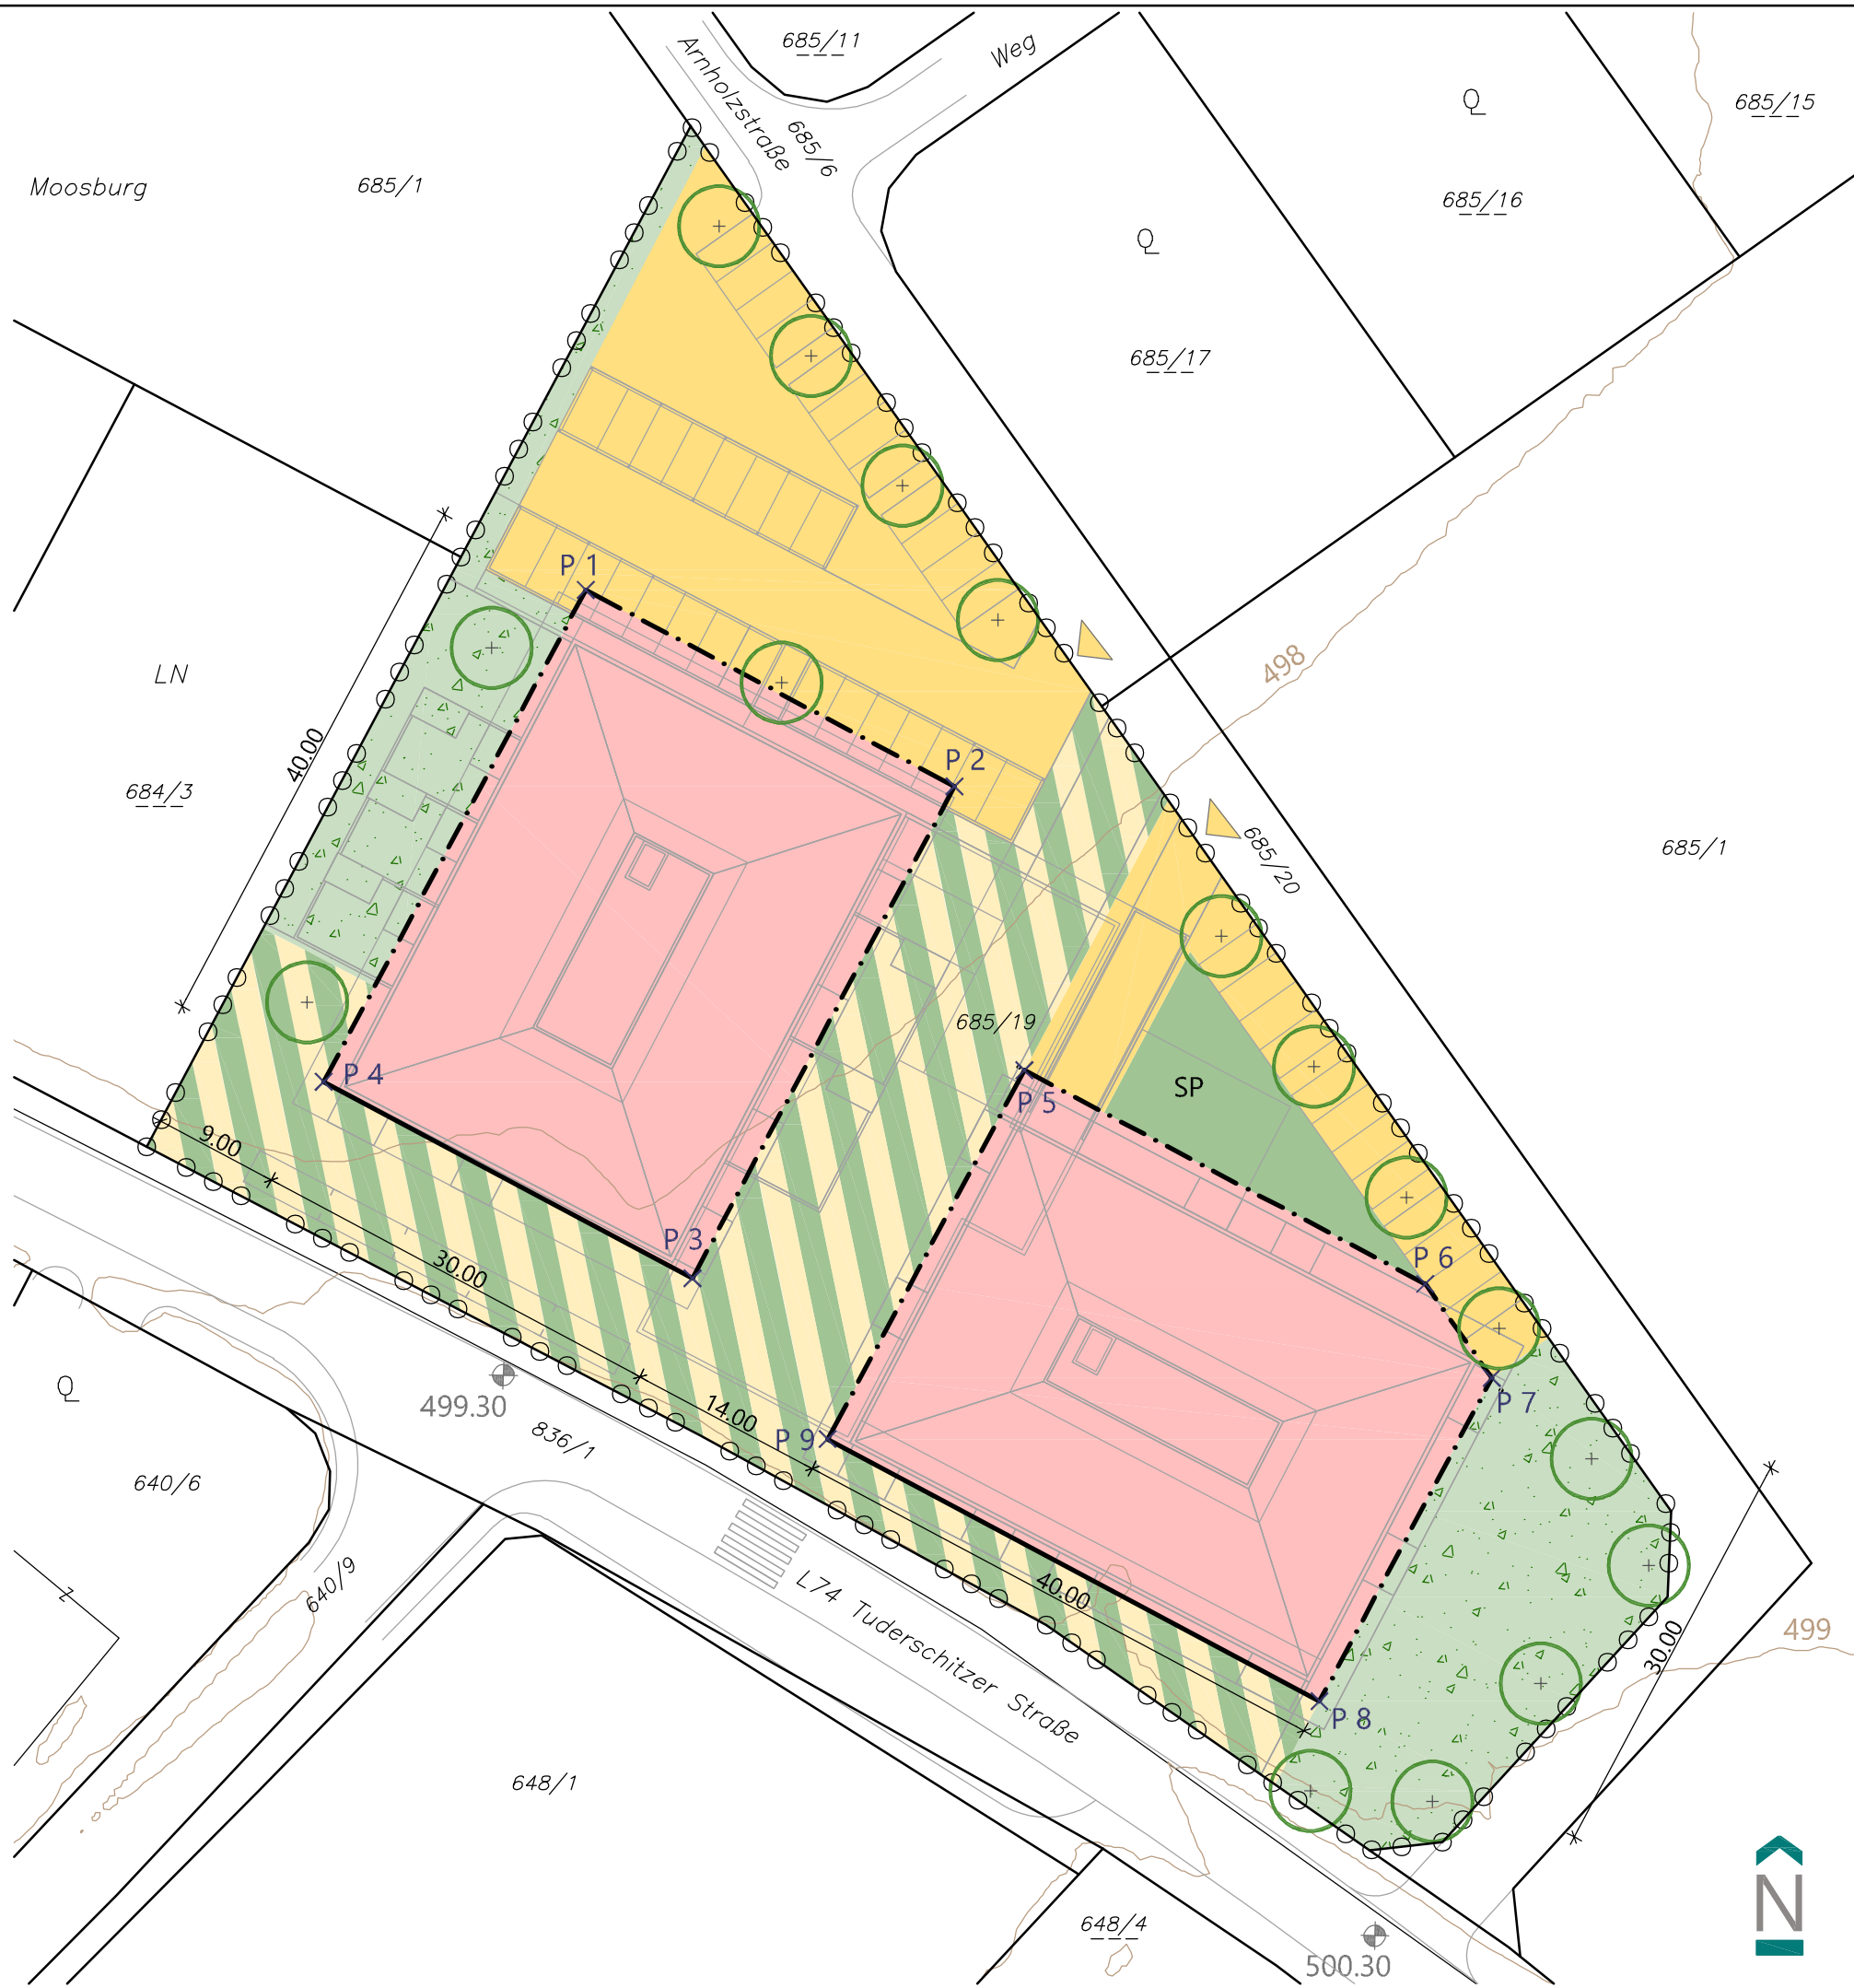 685/11
Weg
Arnholzstraße
685/6
Q
685/15
Moosburg
685/1
685/16
Q
685/17
P 1
498
LN
40.00
P 2
684/3
685/20
685/1
685/19
SP
P 5
P 4
9.00
P 3
30.00
P 6
Q
499.30
14.00
P 7
836/1
P 9
640/6
40.00
640/9
z
L74 Tuderschitzer Straße
30.00
499
P 8
648/1
648/4
500.30
N